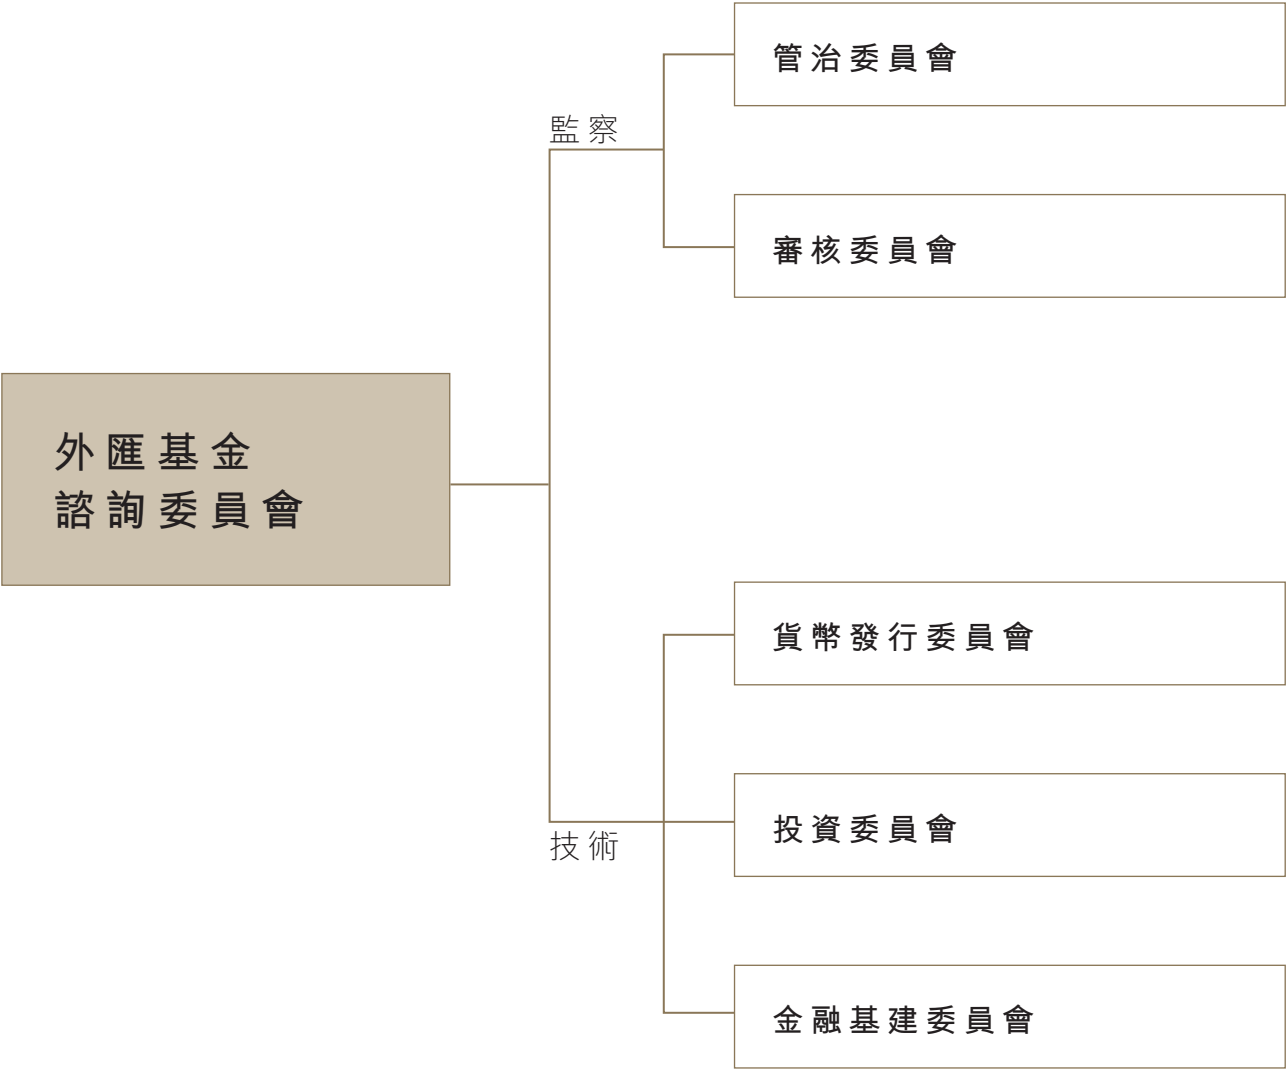 管治委員會
監察
審核委員會
外匯基金
諮詢委員會
貨幣發行委員會
投資委員會
技術
金融基建委員會